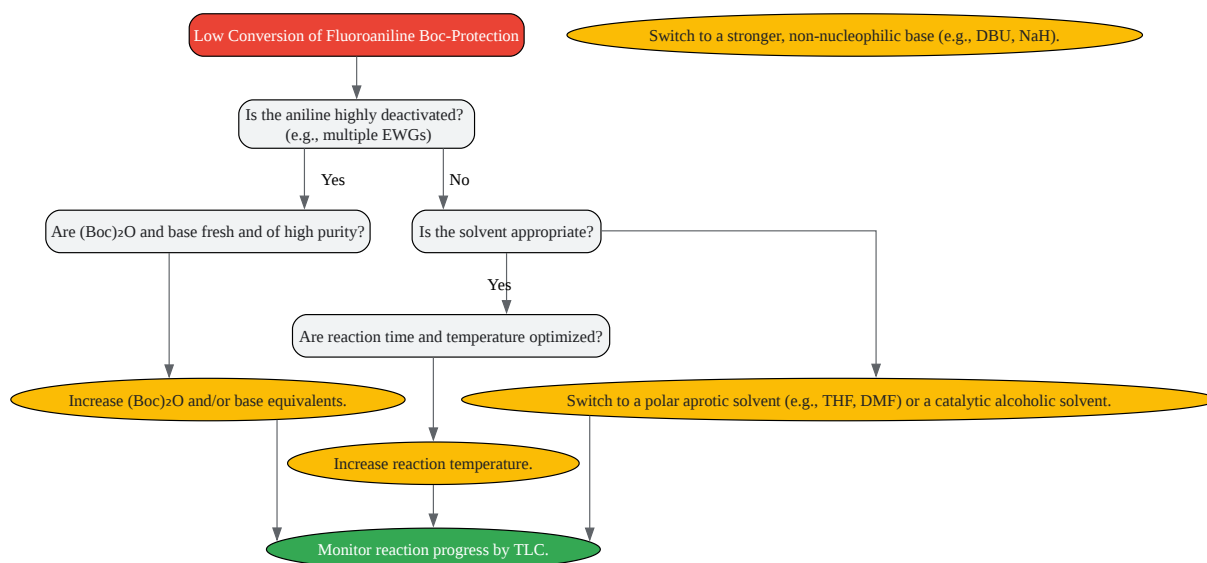 Low Conversion of Fluoroaniline Boc-Protection
Switch to a stronger, non-nucleophilic base (e.g., DBU, NaH).
Is the aniline highly deactivated?
(e.g., multiple EWGs)
Yes
No
Are (Boc)₂O and base fresh and of high purity?
Is the solvent appropriate?
Yes
Are reaction time and temperature optimized?
Increase (Boc)₂O and/or base equivalents.
Switch to a polar aprotic solvent (e.g., THF, DMF) or a catalytic alcoholic solvent.
Increase reaction temperature.
Monitor reaction progress by TLC.